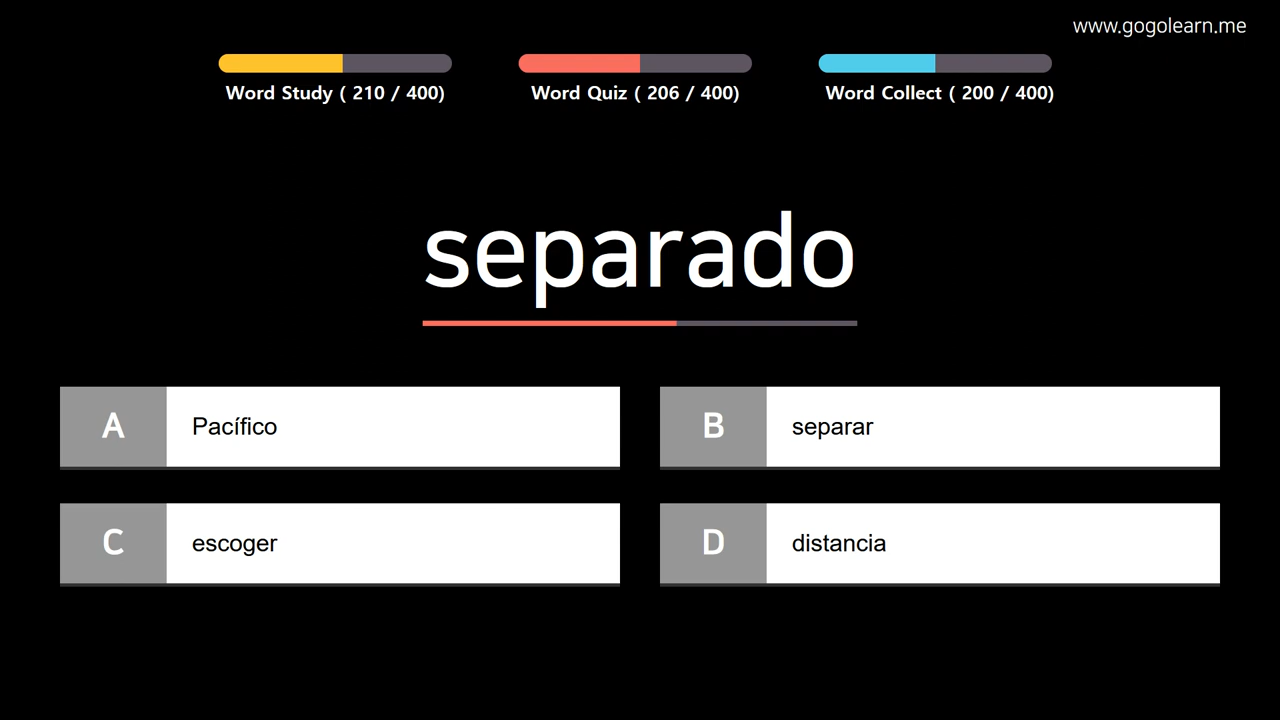 www.gogolearn.me
Word Study ( 210 / 400)
Word Quiz ( 206 / 400)
Word Collect ( 200 / 400)
separado
A Pacífico
B separar
C escoger
D distancia